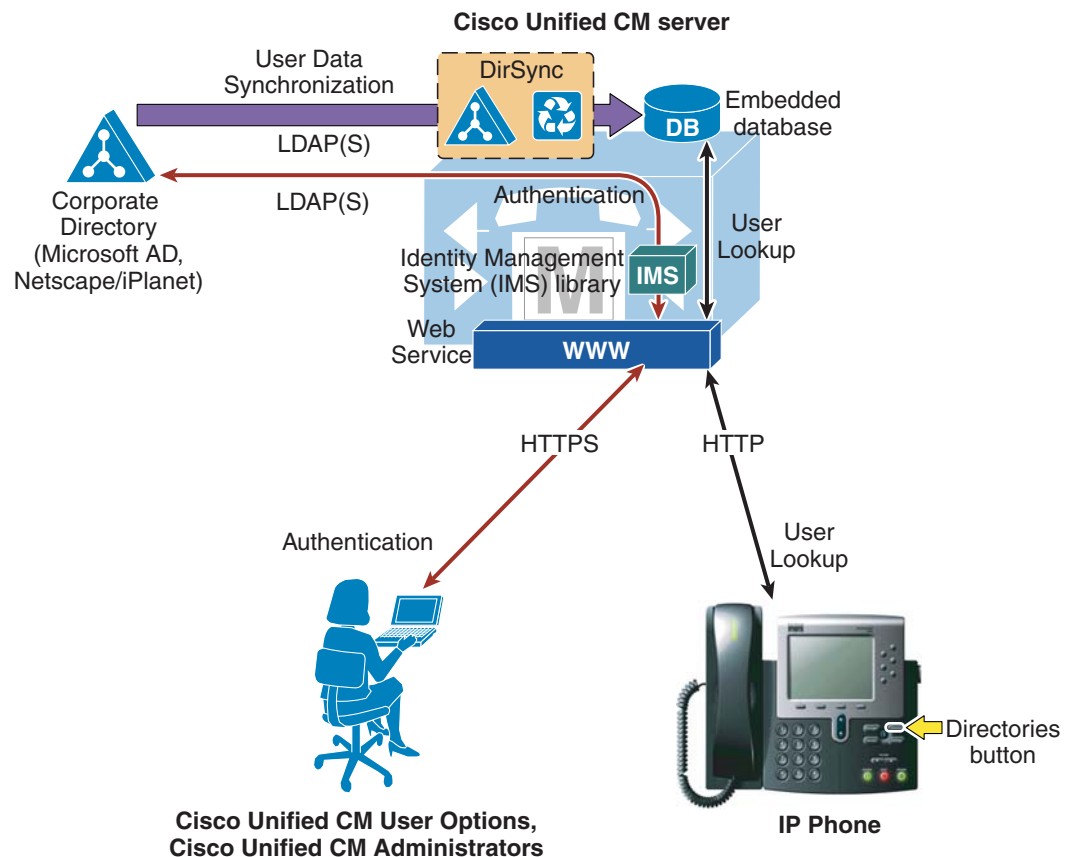 Cisco Unified CM server
User Data
Synchronization
DirSync
LDAP(S)
DB
Embedded
database
LDAP(S)
Authentication
Corporate
Directory
(Microsoft AD,
Netscape/iPlanet)
User
Lookup
Identity Management
System (IMS) library
IMS
M
Web
Service
WWW
HTTPS
HTTP
Authentication
User
Lookup
Directories
button
Cisco Unified CM User Options,
Cisco Unified CM Administrators
IP Phone